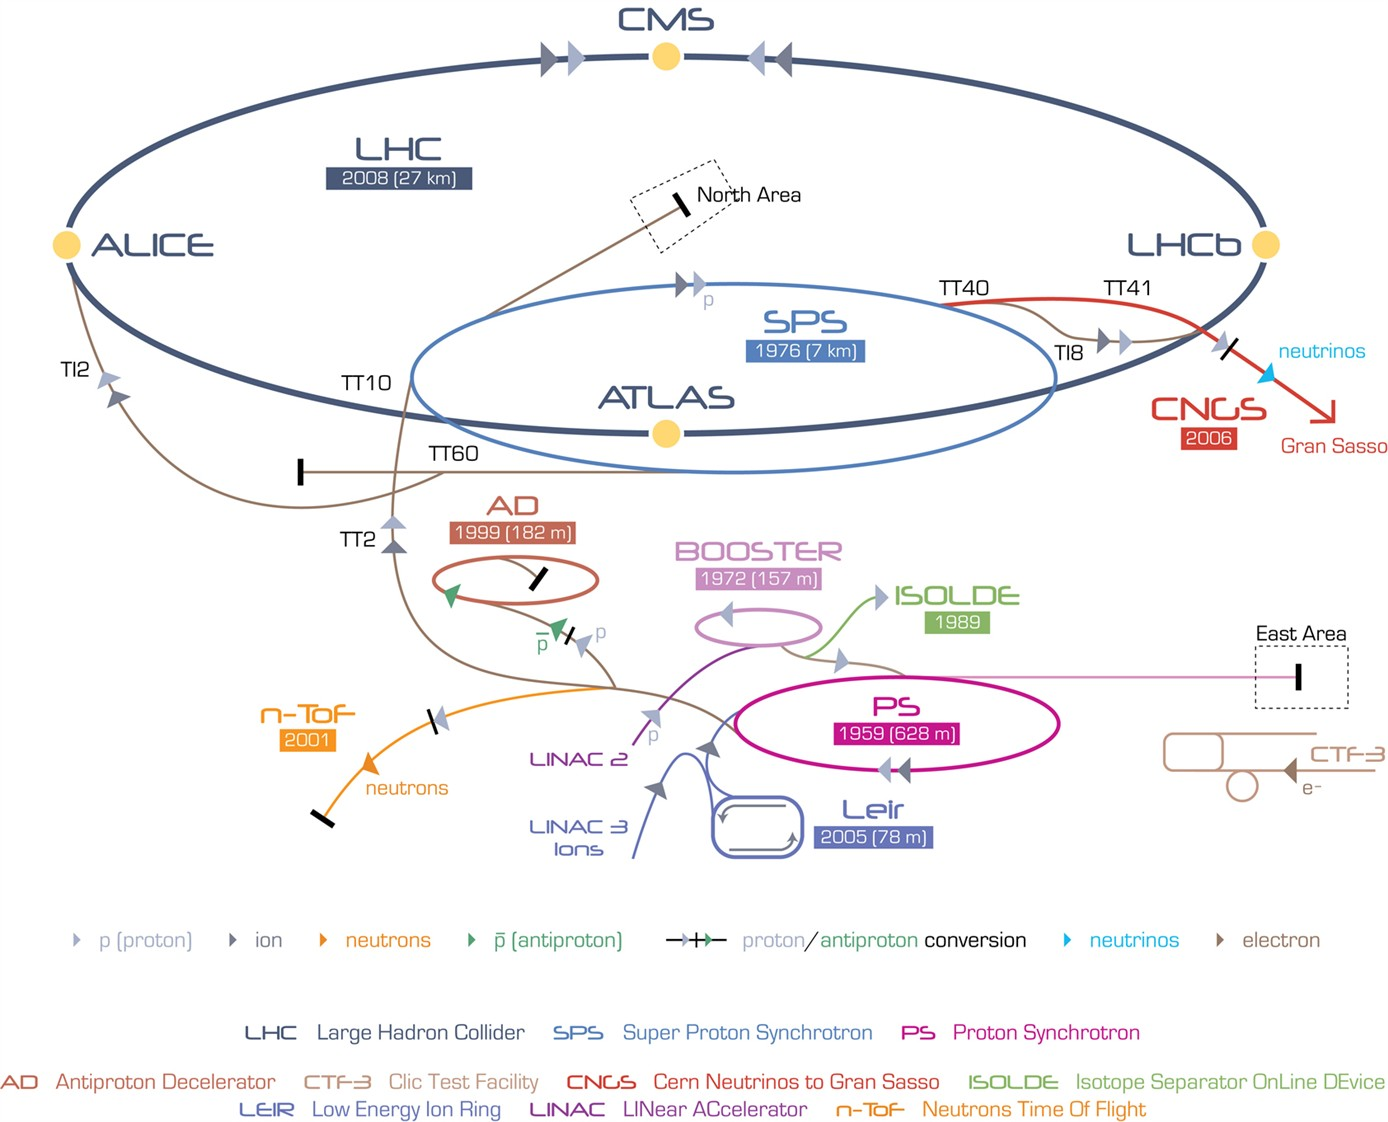 CMS
LHC
2008 (27 km)
North Area
ALICE
LHCb
TT40
TT41
p
SPS
1976 (7 km)
TI8
neutrinos
TI2
TT10
ATLAS
CNGS
2006
Gran Sasso
TT60
AD
1999 (182 m)
TT2
BOOSTER
1972 (157 m)
ISOLDE
1989
East Area
p
p̅
n-ToF
2001
PS
1959 (628 m)
p
LINAC 2
neutrons
CTF-3
e-
LINAC 3
Ions
Leir
2005 (78 m)
p (proton) ion neutrons p̅ (antiproton) proton/antiproton conversion neutrinos electron
LHC Large Hadron Collider SPS Super Proton Synchrotron PS Proton Synchrotron
AD Antiproton Decelerator CTF-3 Clic Test Facility CNGS Cern Neutrinos to Gran Sasso ISOLDE Isotope Separator OnLine DEvice
LEIR Low Energy Ion Ring LINAC LINear ACcelerator n-ToF Neutrons Time Of Flight